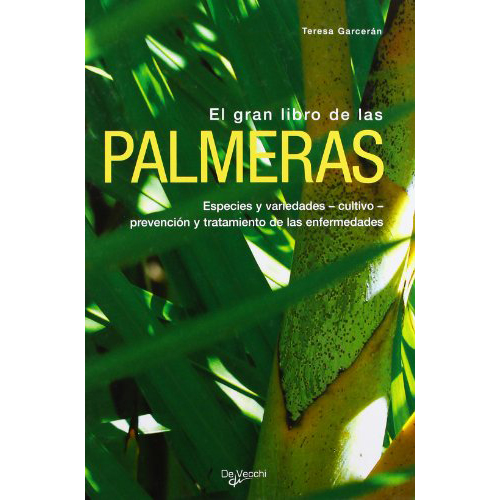 Teresa Garcerán
El gran libro de las
PALMERAS
Especies y variedades – cultivo –
prevención y tratamiento de las enfermedades
De Vecchi